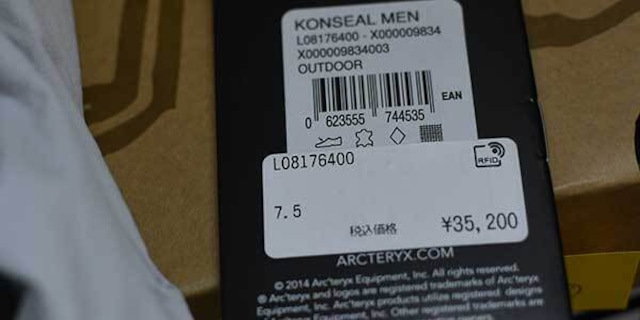 KONSEAL MEN
L08176400 - X000009834
X000009834003
OUTDOOR
EAN
0 623555 744535
L08176400
RFID
7.5
税込価格 ¥35,200
ARCTERYX.COM
© 2014 Arc'teryx Equipment, Inc. All rights reserved.
® Arc'teryx and logos are registered trademarks of Arc'teryx
Equipment, Inc. Arc'teryx products utilize registered designs